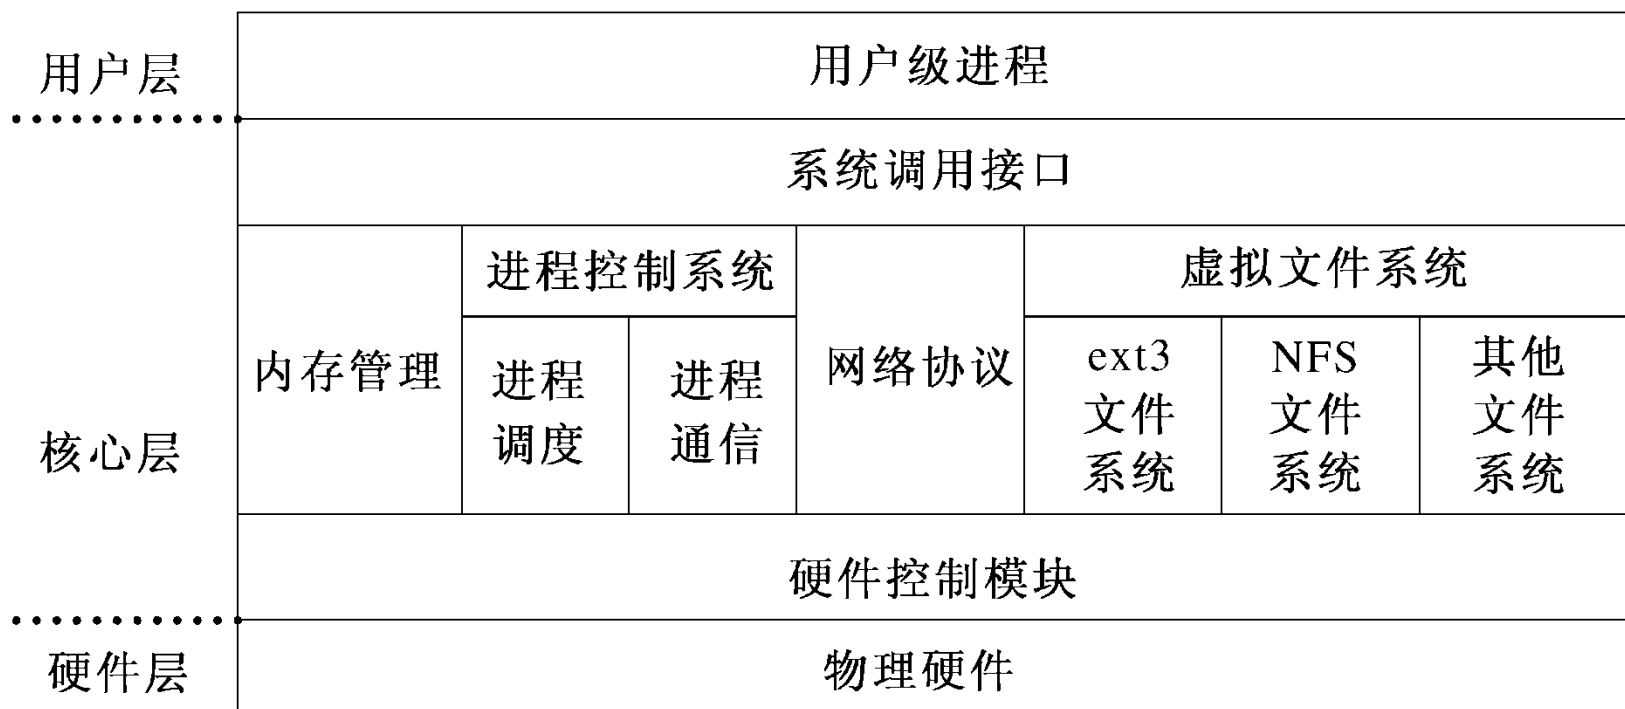 用户层
用户级进程
系统调用接口
核心层
内存管理
进程控制系统
进程
调度
进程
通信
网络协议
虚拟文件系统
ext3
文件
系统
NFS
文件
系统
其他
文件
系统
硬件控制模块
硬件层
物理硬件